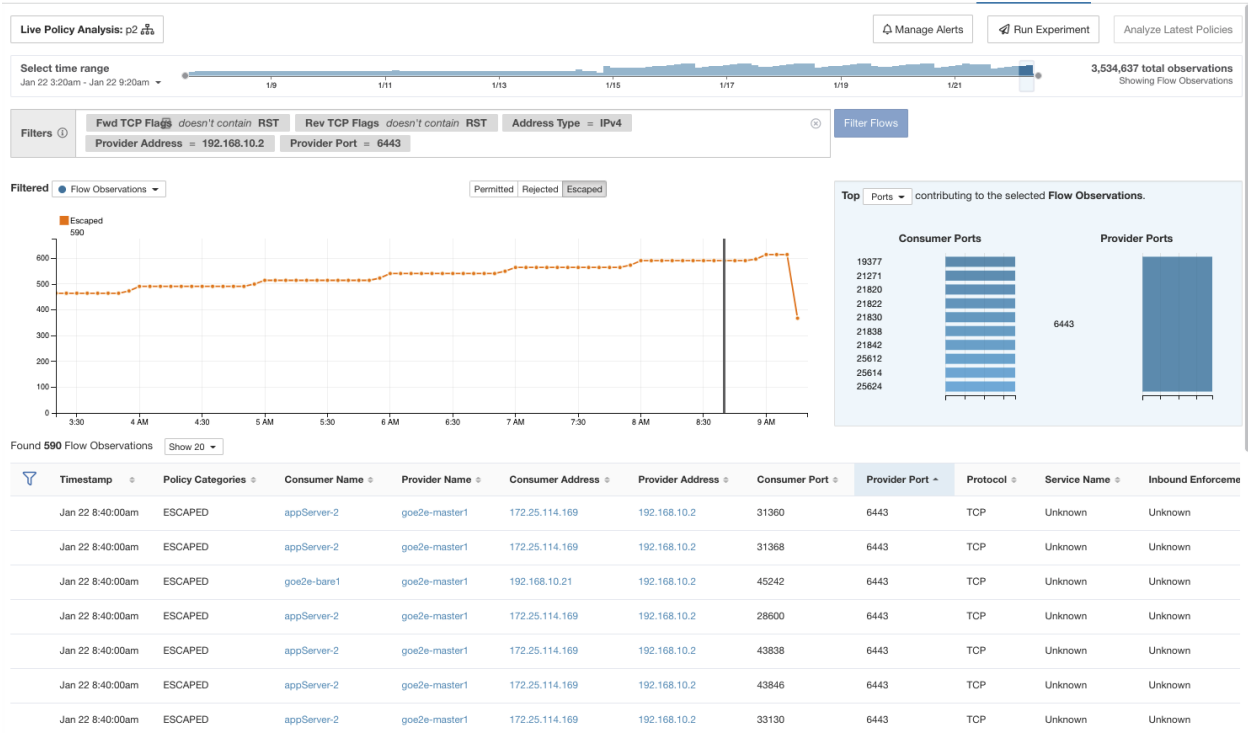 Live Policy Analysis: p2
Manage Alerts
Run Experiment
Analyze Latest Policies
Select time range
Jan 22 3:20am - Jan 22 9:20am
1/9 1/11 1/13 1/15 1/17 1/19 1/21
3,534,637 total observations
Showing Flow Observations
Filters
Fwd TCP Flags doesn't contain RST Rev TCP Flags doesn't contain RST Address Type = IPv4
Provider Address = 192.168.10.2 Provider Port = 6443
Filter Flows
Filtered Flow Observations
Permitted Rejected Escaped
Escaped
590
600
500
400
300
200
100
0
3:30 4 AM 4:30 5 AM 5:30 6 AM 6:30 7 AM 7:30 8 AM 8:30 9 AM
Top Ports contributing to the selected Flow Observations.
Consumer Ports
19377
21271
21820
21822
21830
21838
21842
25612
25614
25624
Provider Ports
6443
Found 590 Flow Observations Show 20
Timestamp Policy Categories Consumer Name Provider Name Consumer Address Provider Address Consumer Port Provider Port Protocol Service Name Inbound Enforceme
Jan 22 8:40:00am ESCAPED appServer-2 goe2e-master1 172.25.114.169 192.168.10.2 31360 6443 TCP Unknown Unknown
Jan 22 8:40:00am ESCAPED appServer-2 goe2e-master1 172.25.114.169 192.168.10.2 31368 6443 TCP Unknown Unknown
Jan 22 8:40:00am ESCAPED goe2e-bare1 goe2e-master1 192.168.10.21 192.168.10.2 45242 6443 TCP Unknown Unknown
Jan 22 8:40:00am ESCAPED appServer-2 goe2e-master1 172.25.114.169 192.168.10.2 28600 6443 TCP Unknown Unknown
Jan 22 8:40:00am ESCAPED appServer-2 goe2e-master1 172.25.114.169 192.168.10.2 43838 6443 TCP Unknown Unknown
Jan 22 8:40:00am ESCAPED appServer-2 goe2e-master1 172.25.114.169 192.168.10.2 43846 6443 TCP Unknown Unknown
Jan 22 8:40:00am ESCAPED appServer-2 goe2e-master1 172.25.114.169 192.168.10.2 33130 6443 TCP Unknown Unknown